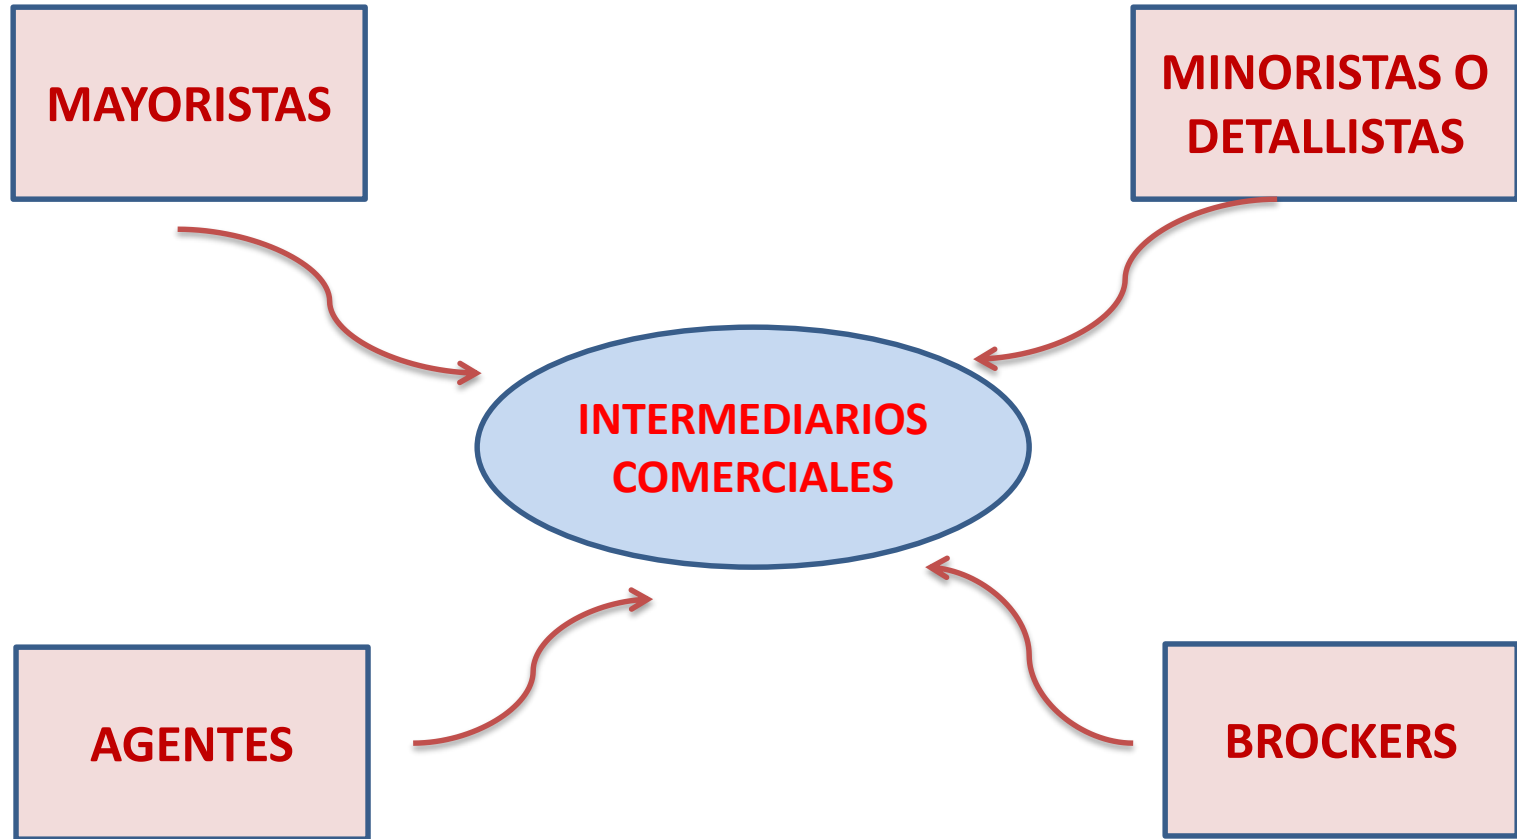 MAYORISTAS
MINORISTAS O
DETALLISTAS
INTERMEDIARIOS
COMERCIALES
AGENTES
BROCKERS